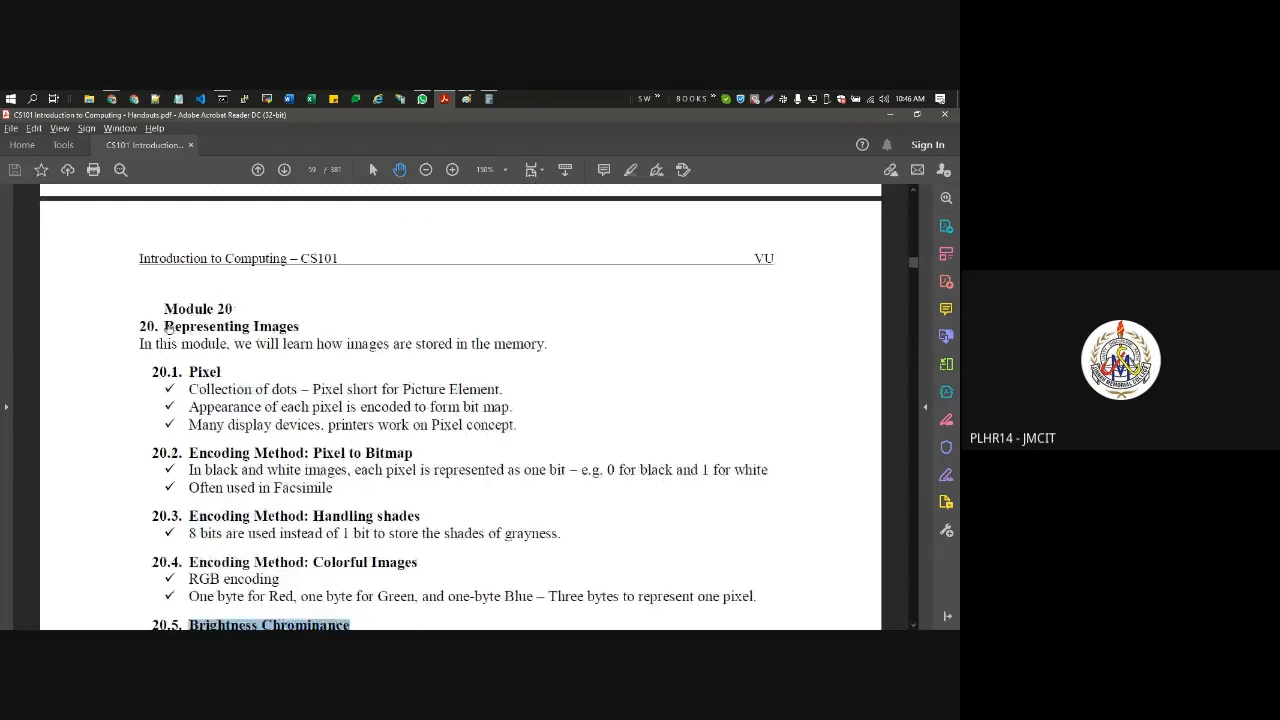 SW » BOOKS » 10:46 AM
CS101 Introduction to Computing - Handouts.pdf - Adobe Acrobat Reader DC (32-bit)
File Edit View Sign Window Help
Home Tools CS101 Introduction... × Sign In
59 / 381 150%
Introduction to Computing – CS101 VU
Module 20
20. Representing Images
In this module, we will learn how images are stored in the memory.
20.1. Pixel
✓ Collection of dots – Pixel short for Picture Element.
✓ Appearance of each pixel is encoded to form bit map.
✓ Many display devices, printers work on Pixel concept.
20.2. Encoding Method: Pixel to Bitmap
✓ In black and white images, each pixel is represented as one bit – e.g. 0 for black and 1 for white
✓ Often used in Facsimile
20.3. Encoding Method: Handling shades
✓ 8 bits are used instead of 1 bit to store the shades of grayness.
20.4. Encoding Method: Colorful Images
✓ RGB encoding
✓ One byte for Red, one byte for Green, and one-byte Blue – Three bytes to represent one pixel.
20.5. Brightness Chrominance
PLHR14 - JMCIT